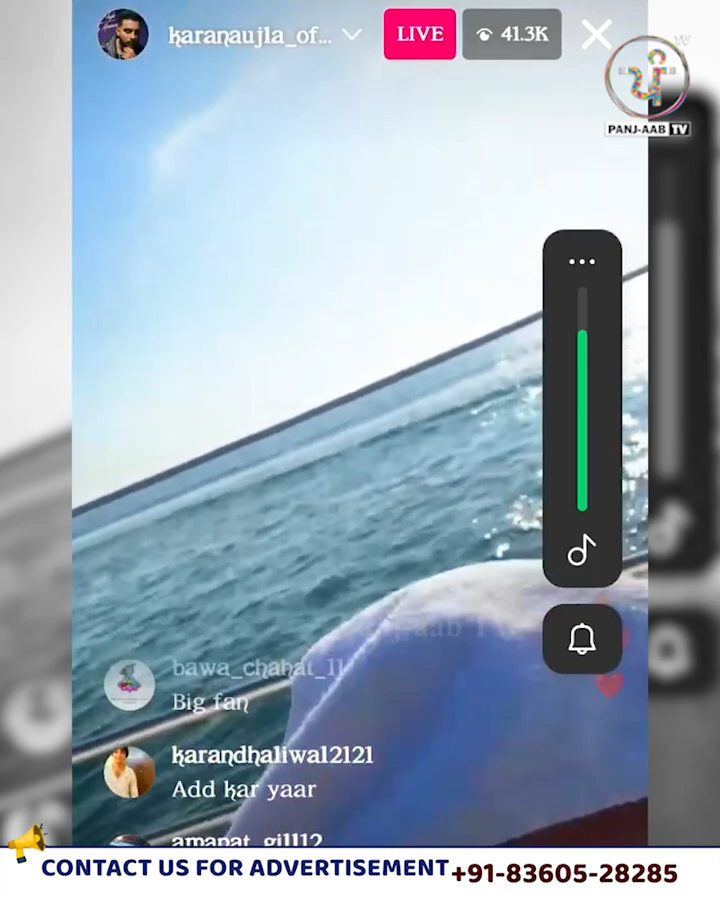 karanaujla_of...
LIVE
41.3K
ਪੰ
PANJ-AAB TV
bawa_chahat_11
Big fan
karandhaliwal2121
Add kar yaar
amanat_gill12
CONTACT US FOR ADVERTISEMENT +91-83605-28285